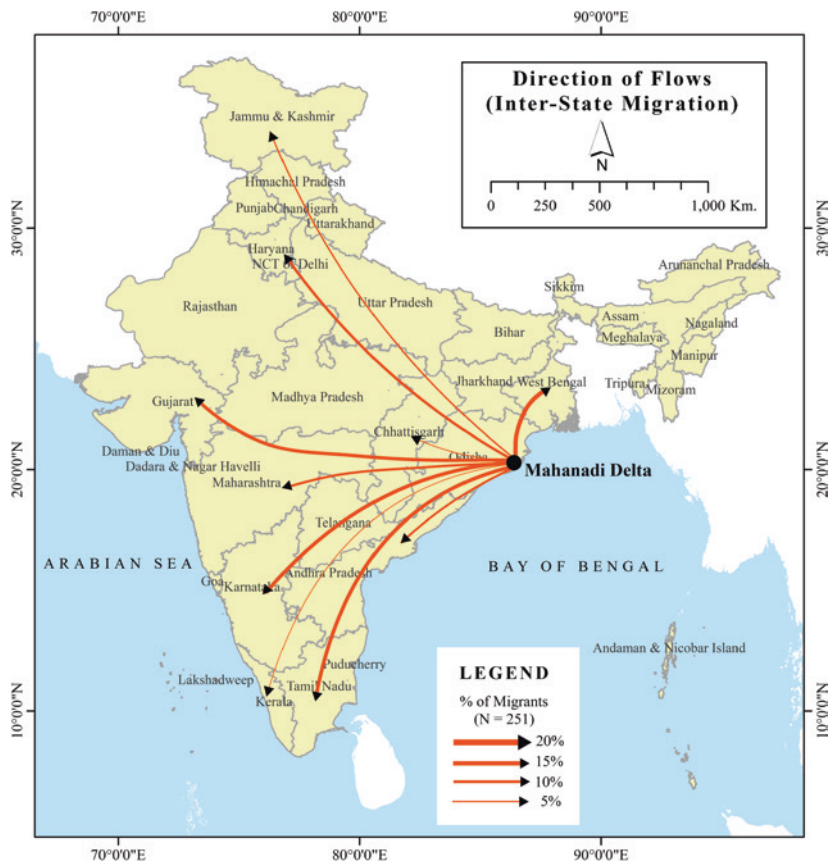 70°0'0"E
80°0'0"E
90°0'0"E
Direction of Flows
(Inter-State Migration)
N
0 250 500 1,000 Km.
30°0'0"N
20°0'0"N
10°0'0"N
30°0'0"N
20°0'0"N
10°0'0"N
Jammu & Kashmir
Himachal Pradesh
Punjab
Chandigarh
Uttarakhand
Haryana
NCT of Delhi
Rajasthan
Uttar Pradesh
Sikkim
Arunanchal Pradesh
Assam
Nagaland
Meghalaya
Manipur
Bihar
Tripura
Mizoram
Jharkhand
West Bengal
Gujarat
Madhya Pradesh
Chhattisgarh
Odisha
Daman & Diu
Dadara & Nagar Havelli
Maharashtra
Mahanadi Delta
Telangana
ARABIAN SEA
BAY OF BENGAL
Goa
Karnataka
Andhra Pradesh
Andaman & Nicobar Island
Puducherry
Lakshadweep
Kerala
Tamil Nadu
LEGEND
% of Migrants
(N = 251)
20%
15%
10%
5%
70°0'0"E
80°0'0"E
90°0'0"E